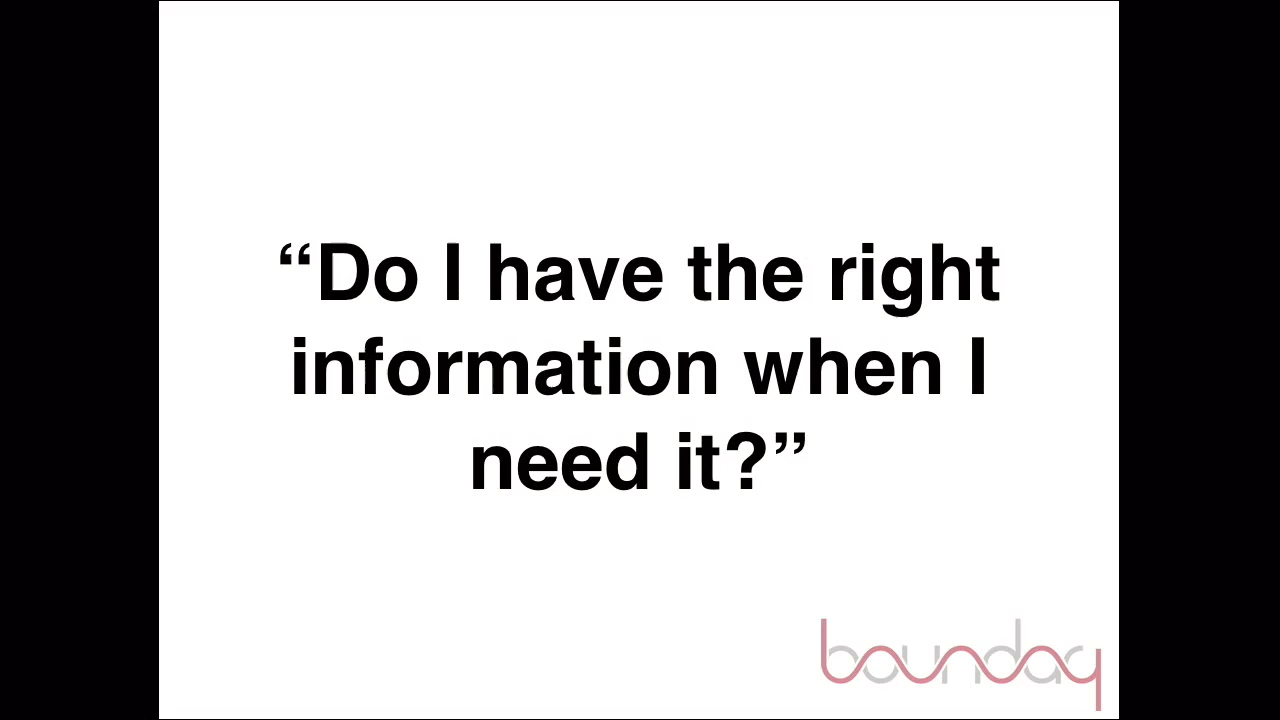 “Do I have the right
information when I
need it?”